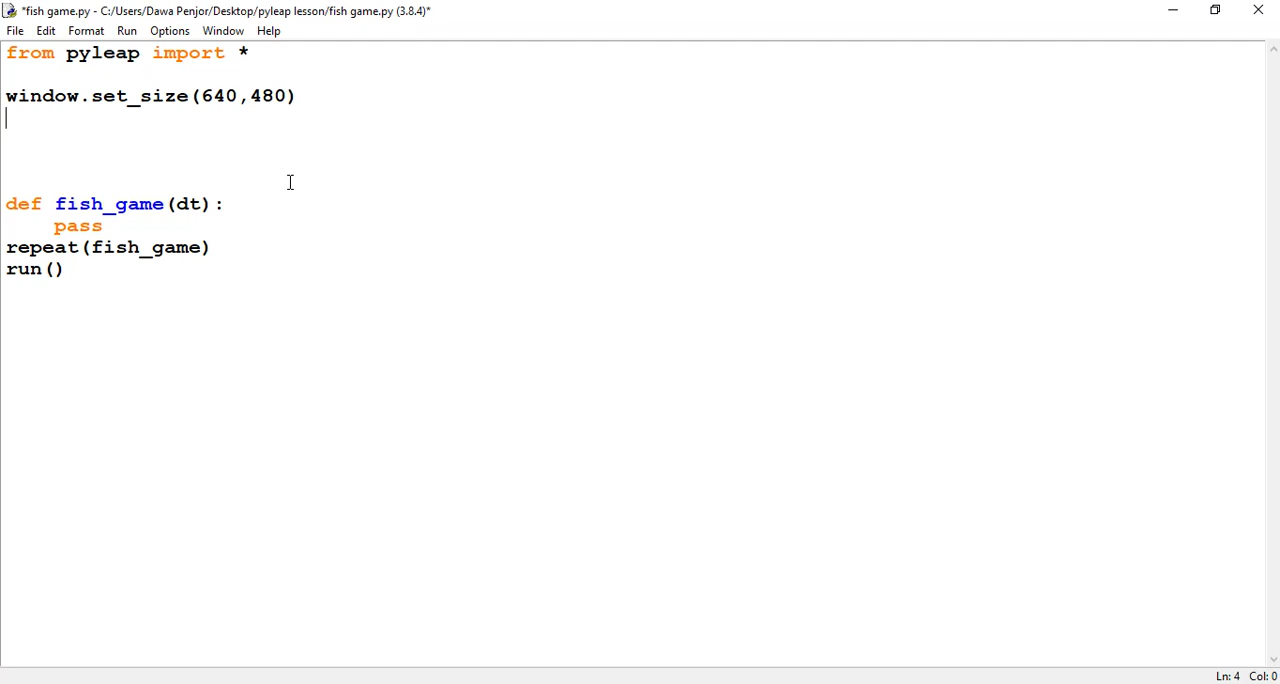 *fish game.py - C:/Users/Dawa Penjor/Desktop/pyleap lesson/fish game.py (3.8.4)*
File Edit Format Run Options Window Help
from pyleap import *
window.set_size(640,480)
def fish_game(dt):
    pass
repeat(fish_game)
run()
Ln: 4 Col: 0